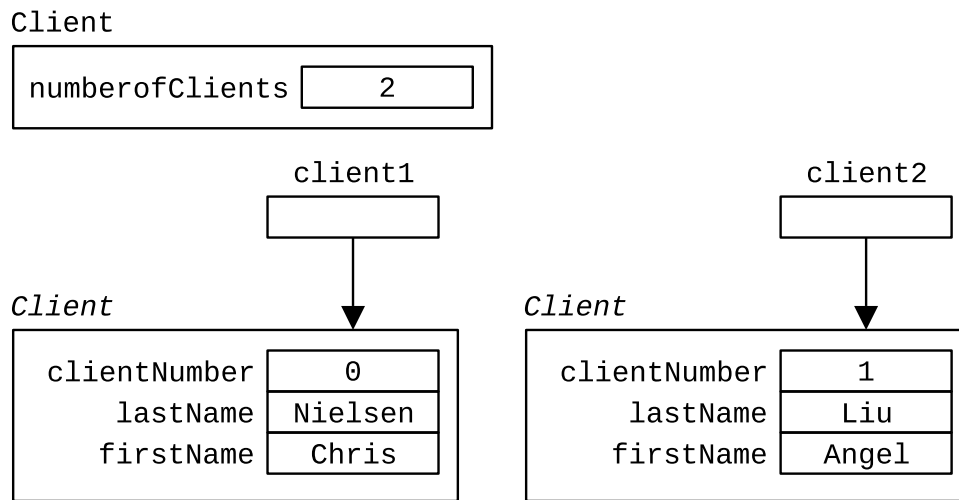 Client
numberofClients 2
client1 client2
Client Client
clientNumber 0 clientNumber 1
lastName Nielsen lastName Liu
firstName Chris firstName Angel